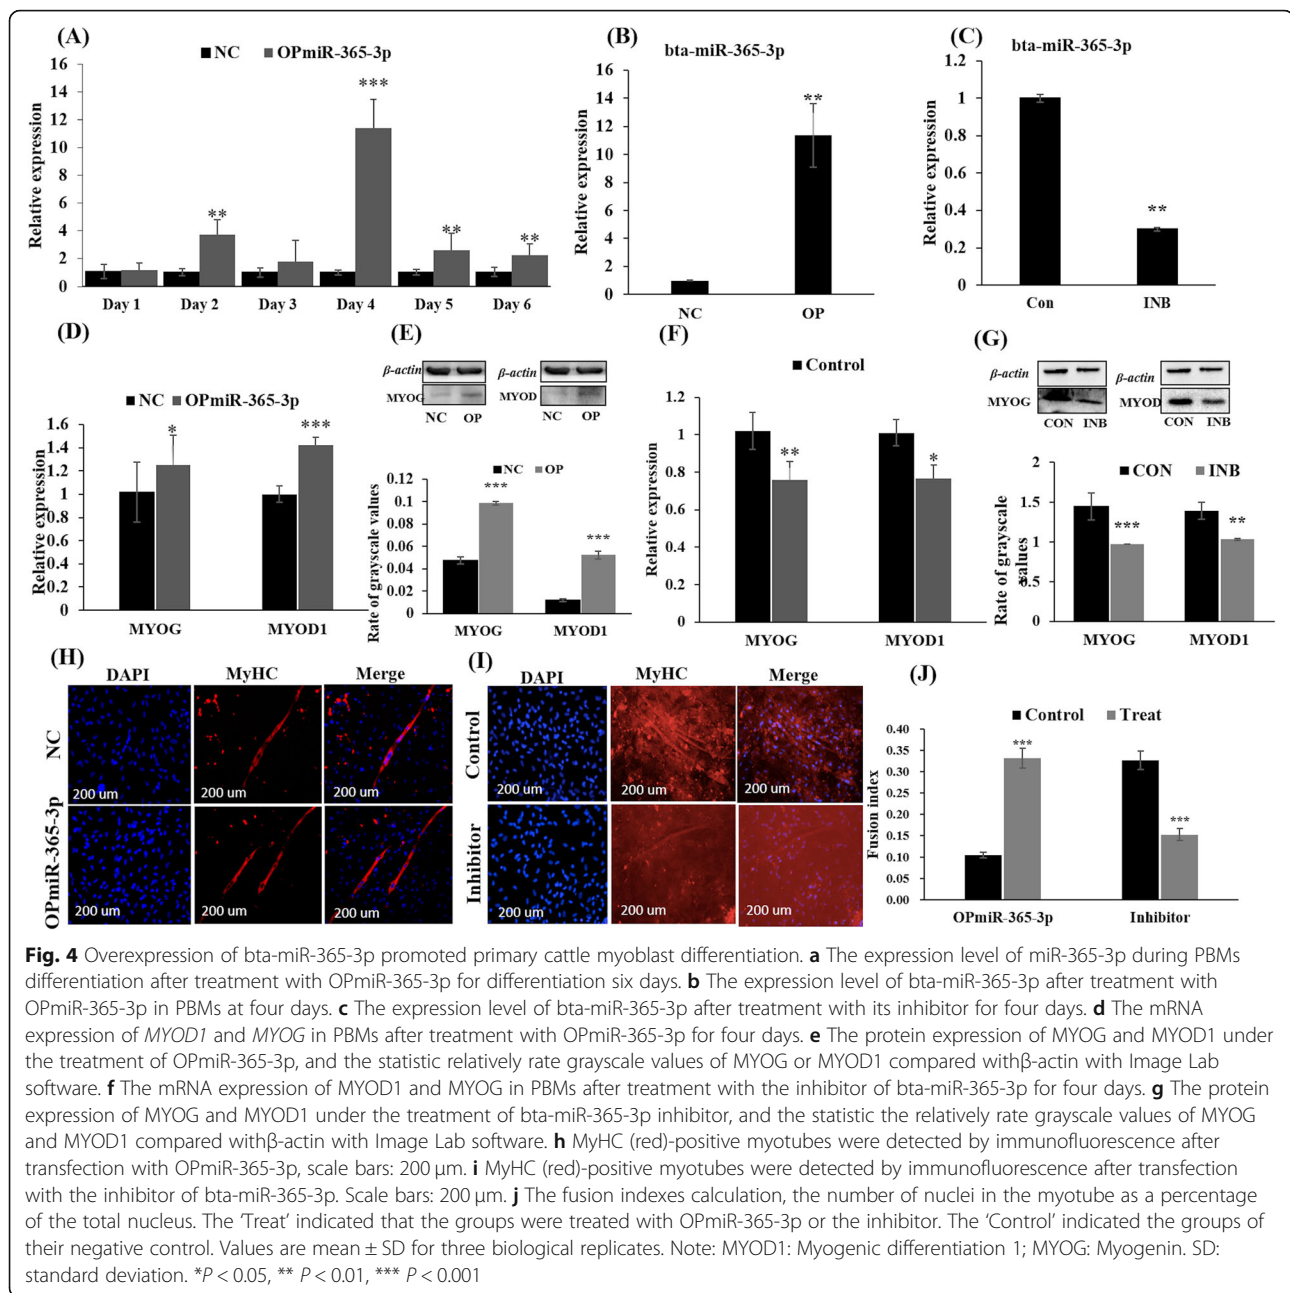 (A)
NC OPmiR-365-3p
Relative expression
16
14
12
10
8
6
4
2
0
**
***
**
**
Day 1 Day 2 Day 3 Day 4 Day 5 Day 6
(B)
bta-miR-365-3p
Relative expression
16
14
12
10
8
6
4
2
0
**
NC OP
(C)
bta-miR-365-3p
Relative expression
1.2
1
0.8
0.6
0.4
0.2
0
**
Con INB
(D)
NC OPmiR-365-3p
Relative expression
1.6
1.4
1.2
1
0.8
0.6
0.4
0.2
0
*
***
MYOG MYOD1
(E)
β-actin
MYOG
NC OP
β-actin
MYOD
NC OP
NC OP
Rate of grayscale values
0.12
0.1
0.08
0.06
0.04
0.02
0
***
***
MYOG MYOD1
(F)
Control
Relative expression
1.2
1
0.8
0.6
0.4
0.2
0
**
*
MYOG MYOD1
(G)
β-actin
MYOG
CON INB
β-actin
MYOD
CON INB
CON INB
Rate of grayscale
values
2
1.5
1
0.5
0
***
**
MYOG MYOD1
(H)
DAPI MyHC Merge
NC
200 um 200 um 200 um
OPmiR-365-3p
200 um 200 um 200 um
(I)
DAPI MyHC Merge
Control
200 um 200 um 200 um
Inhibitor
200 um 200 um 200 um
(J)
Control Treat
Fusion index
0.35
0.30
0.25
0.20
0.15
0.10
0.05
0.00
***
***
OPmiR-365-3p Inhibitor
Fig. 4 Overexpression of bta-miR-365-3p promoted primary cattle myoblast differentiation. a The expression level of miR-365-3p during PBMs
differentiation after treatment with OPmiR-365-3p for differentiation six days. b The expression level of bta-miR-365-3p after treatment with
OPmiR-365-3p in PBMs at four days. c The expression level of bta-miR-365-3p after treatment with its inhibitor for four days. d The mRNA
expression of MYOD1 and MYOG in PBMs after treatment with OPmiR-365-3p for four days. e The protein expression of MYOG and MYOD1 under
the treatment of OPmiR-365-3p, and the statistic relatively rate grayscale values of MYOG or MYOD1 compared withβ-actin with Image Lab
software. f The mRNA expression of MYOD1 and MYOG in PBMs after treatment with the inhibitor of bta-miR-365-3p for four days. g The protein
expression of MYOG and MYOD1 under the treatment of bta-miR-365-3p inhibitor, and the statistic the relatively rate grayscale values of MYOG
and MYOD1 compared withβ-actin with Image Lab software. h MyHC (red)-positive myotubes were detected by immunofluorescence after
transfection with OPmiR-365-3p, scale bars: 200 μm. i MyHC (red)-positive myotubes were detected by immunofluorescence after transfection
with the inhibitor of bta-miR-365-3p. Scale bars: 200 μm. j The fusion indexes calculation, the number of nuclei in the myotube as a percentage
of the total nucleus. The ‘Treat’ indicated that the groups were treated with OPmiR-365-3p or the inhibitor. The ‘Control’ indicated the groups of
their negative control. Values are mean ± SD for three biological replicates. Note: MYOD1: Myogenic differentiation 1; MYOG: Myogenin. SD:
standard deviation. *P < 0.05, ** P < 0.01, *** P < 0.001